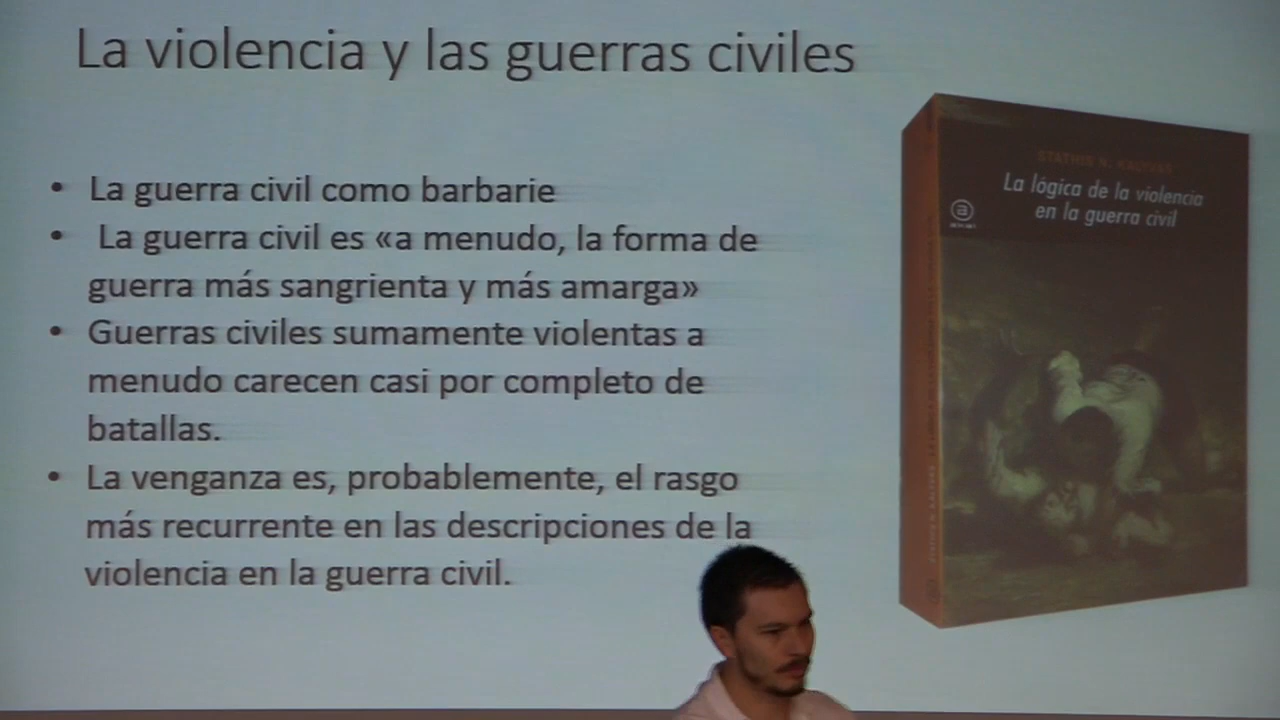 La violencia y las guerras civiles
• La guerra civil como barbarie
• La guerra civil es «a menudo, la forma de
guerra más sangrienta y más amarga»
• Guerras civiles sumamente violentas a
menudo carecen casi por completo de
batallas.
• La venganza es, probablemente, el rasgo
más recurrente en las descripciones de la
violencia en la guerra civil.
STATHIS N. KALYVAS
La lógica de la violencia
en la guerra civil